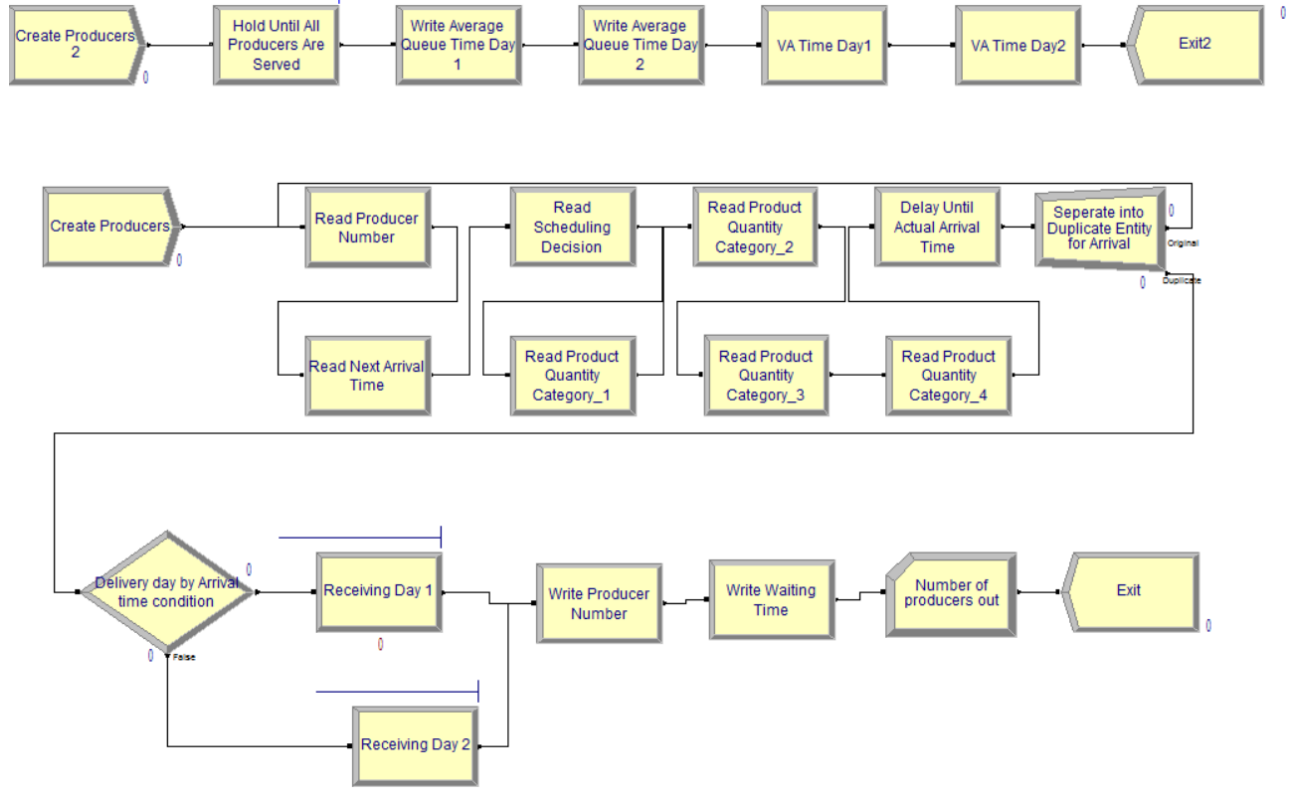 Create Producers
2
0
Hold Until All
Producers Are
Served
Write Average
Queue Time Day
1
Write Average
Queue Time Day
2
VA Time Day1
VA Time Day2
Exit2
0
Create Producers
0
Read Producer
Number
Read
Scheduling
Decision
Read Product
Quantity
Category_2
Delay Until
Actual Arrival
Time
Seperate into
Duplicate Entity
for Arrival
0
Original
0
Duplicate
Read Next Arrival
Time
Read Product
Quantity
Category_1
Read Product
Quantity
Category_3
Read Product
Quantity
Category_4
Delivery day by Arrival
time condition
0
0
False
Receiving Day 1
0
Write Producer
Number
Write Waiting
Time
Number of
producers out
Exit
0
Receiving Day 2